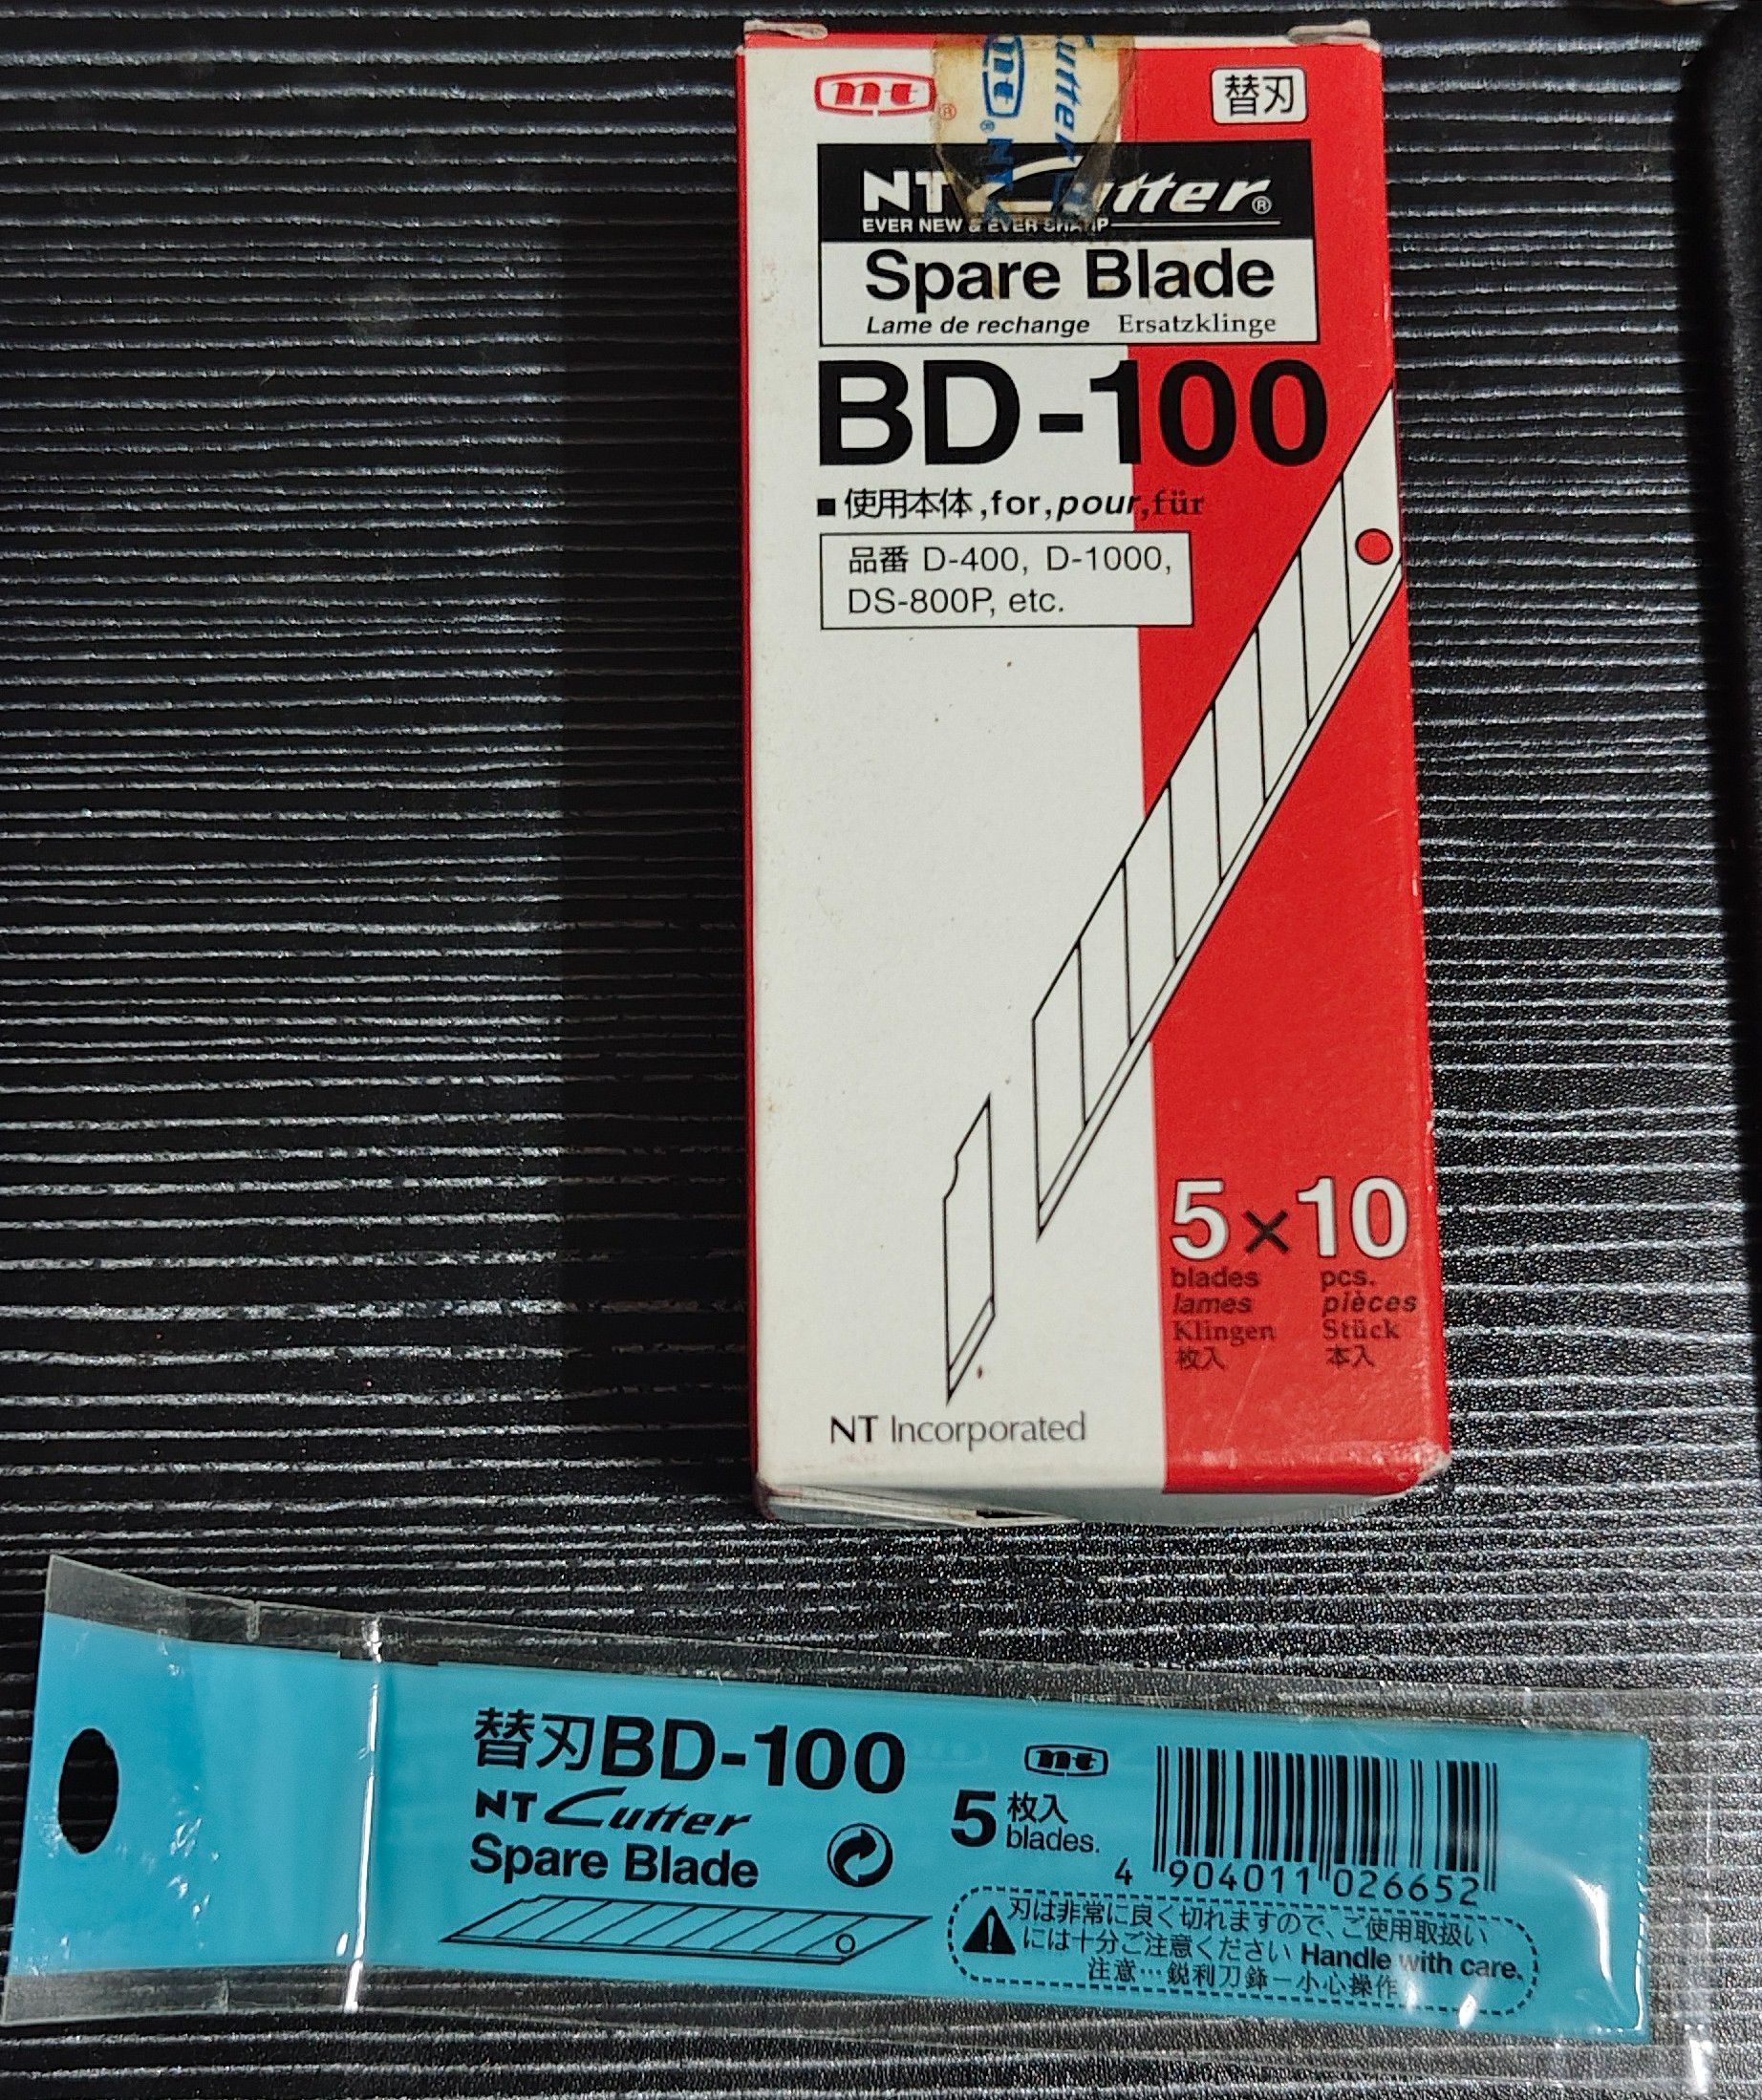 nt®
nt® NT
Cutter
替刃
NT Cutter®
EVER NEW & EVER SHARP
Spare Blade
Lame de rechange Ersatzklinge
BD-100
■使用本体,for,pour,für
品番 D-400, D-1000,
DS-800P, etc.
5×10
blades pcs.
lames pièces
Klingen Stück
枚入 本入
NT Incorporated
替刃BD-100
NT Cutter
Spare Blade
nt
5枚入
blades.
4 904011 026652
刃は非常に良く切れますので、ご使用取扱い
には十分ご注意ください Handle with care.
注意…鋭利刀鋒－小心操作